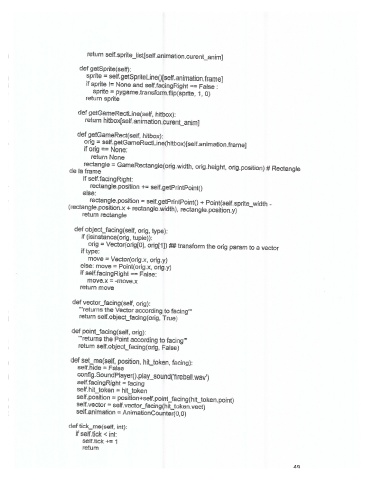 return self.sprite_list[self.animation.curent_anim]
def getSprite(self):
sprite = self.getSpriteLine()[self.animation.frame]
if sprite != None and self.facingRight == False :
sprite = pygame.transform.flip(sprite, 1, 0)
return sprite
def getGameRectLine(self, hitbox):
return hitbox[self.animation.curent_anim]
def getGameRect(self, hitbox):
orig = self.getGameRectLine(hitbox)[self.animation.frame]
if orig == None:
return None
rectangle = GameRectangle(orig.width, orig.height, orig.position) # Rectangle
de la frame
if self.facingRight:
rectangle.position += self.getPrintPoint()
else:
rectangle.position = self.getPrintPoint() + Point(self.sprite_width -
(rectangle.position.x + rectangle.width), rectangle.position.y)
return rectangle
def object_facing(self, orig, type):
if (isinstance(orig, tuple)):
orig = Vector(orig[0], orig[1]) ## transform the orig param to a vector
if type:
move = Vector(orig.x, orig.y)
else: move = Point(orig.x, orig.y)
if self.facingRight == False:
move.x = -move.x
return move
def vector_facing(self, orig):
'''returns the Vector according to facing'''
return self.object_facing(orig, True)
def point_facing(self, orig):
'''returns the Point according to facing'''
return self.object_facing(orig, False)
def set_me(self, position, hit_token, facing):
self.hide = False
config.SoundPlayer().play_sound('fireball.wav')
self.facingRight = facing
self.hit_token = hit_token
self.position = position+self.point_facing(hit_token.point)
self.vector = self.vector_facing(hit_token.vect)
self.animation = AnimationCounter(0,0)
def tick_me(self, int):
if self.tick < int:
self.tick += 1
return
49